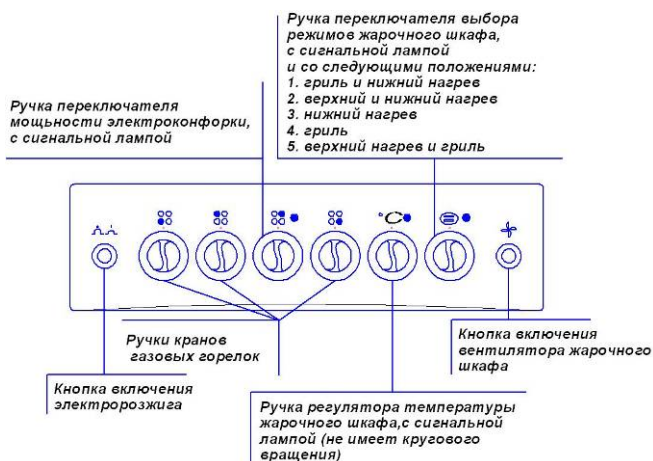 Ручка переключателя выбора
режимов жарочного шкафа,
с сигнальной лампой
и со следующими положениями:
1. гриль и нижний нагрев
2. верхний и нижний нагрев
3. нижний нагрев
4. гриль
5. верхний нагрев и гриль
Ручка переключателя
мощьности электроконфорки,
с сигнальной лампой
°C
Ручки кранов
газовых горелок
Кнопка включения
вентилятора жарочного
шкафа
Кнопка включения
электророзжига
Ручка регулятора температуры
жарочного шкафа,с сигнальной
лампой (не имеет кругового
вращения)